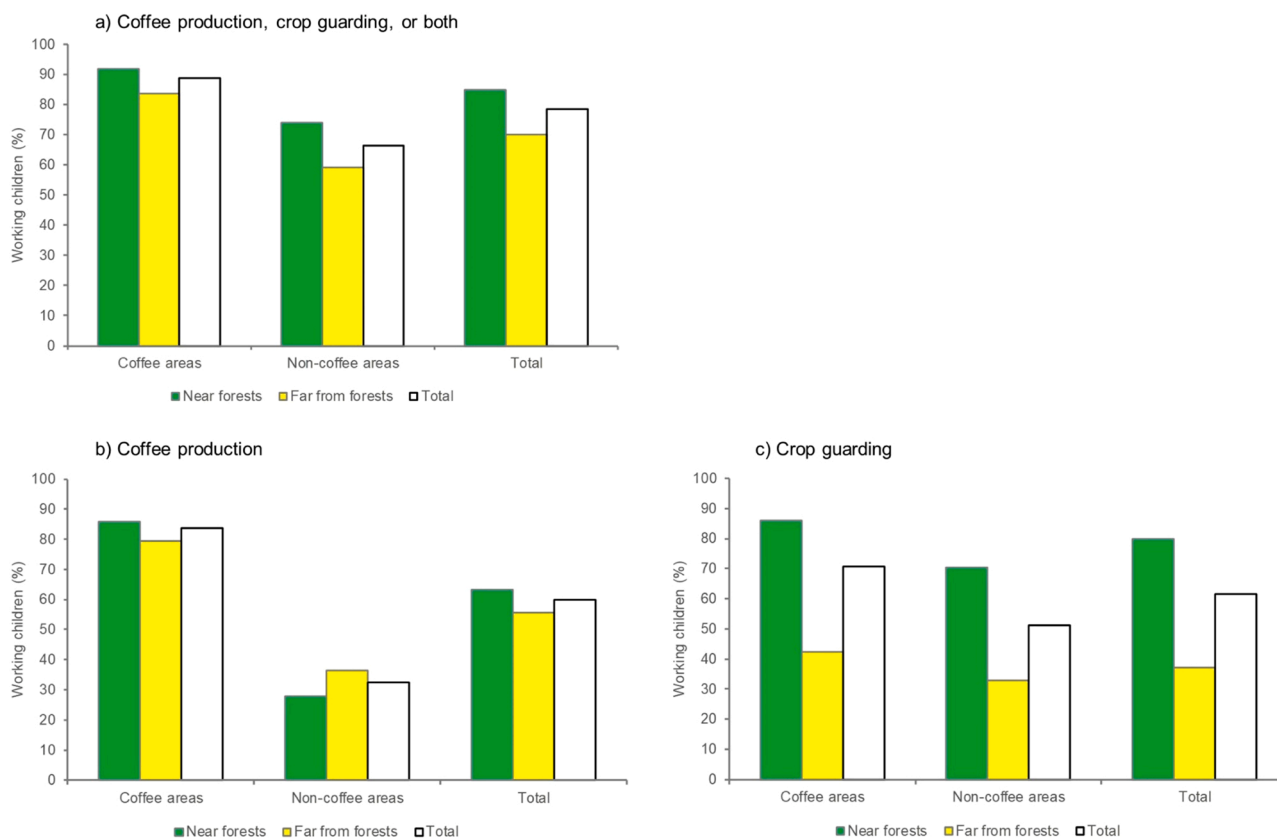 a) Coffee production, crop guarding, or both
Working children (%)
100
90
80
70
60
50
40
30
20
10
0
Coffee areas Non-coffee areas Total
Near forests Far from forests Total
b) Coffee production
Working children (%)
100
90
80
70
60
50
40
30
20
10
0
Coffee areas Non-coffee areas Total
Near forests Far from forests Total
c) Crop guarding
Working children (%)
100
90
80
70
60
50
40
30
20
10
0
Coffee areas Non-coffee areas Total
Near forests Far from forests Total